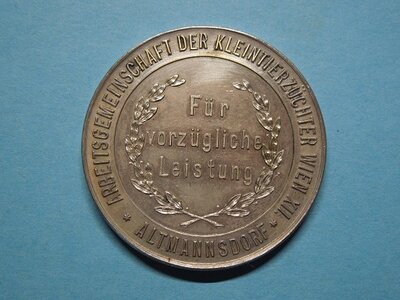 ARBEITSGEMEINSCHAFT DER KLEINTIERZÜCHTER WIEN XII.
* ALTMANNSDORF *
Für
vorzügliche
Leistung